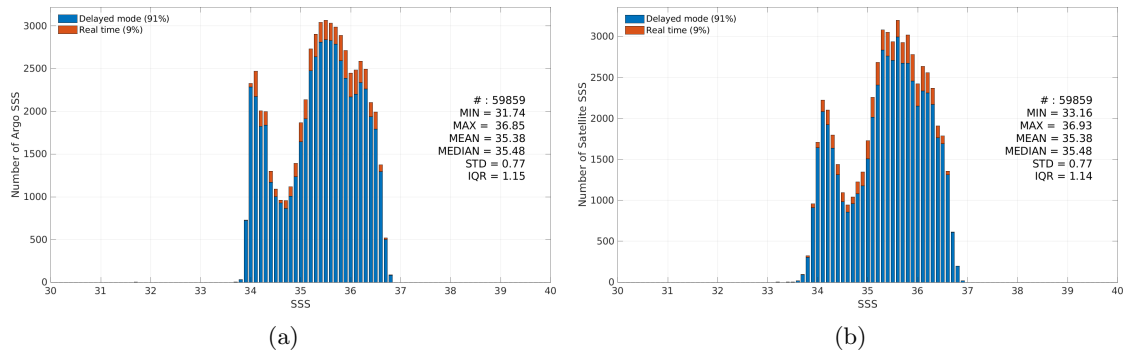 Delayed mode (91%)
Real time (9%)
3000
2500
2000
1500
1000
500
0
Number of Argo SSS
# : 59859
MIN = 31.74
MAX = 36.85
MEAN = 35.38
MEDIAN = 35.48
STD = 0.77
IQR = 1.15
30 31 32 33 34 35 36 37 38 39 40
SSS
(a)
Delayed mode (91%)
Real time (9%)
3000
2500
2000
1500
1000
500
0
Number of Satellite SSS
# : 59859
MIN = 33.16
MAX = 36.93
MEAN = 35.38
MEDIAN = 35.48
STD = 0.77
IQR = 1.14
30 31 32 33 34 35 36 37 38 39 40
SSS
(b)